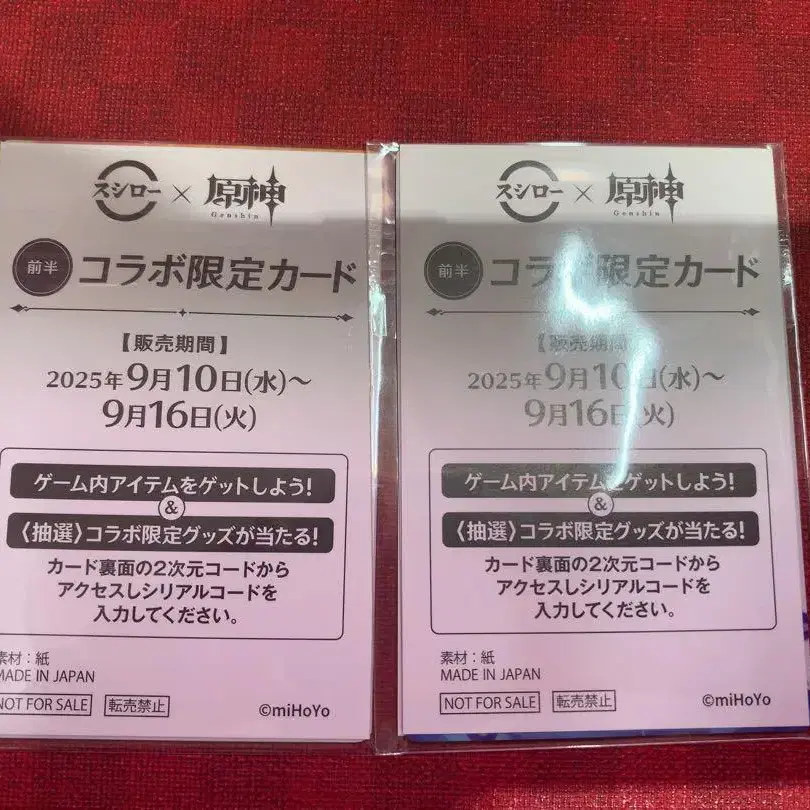 スシロー × 原神
Genshin
前半 コラボ限定カード
【販売期間】
2025年9月10日(水)～
9月16日(火)
ゲーム内アイテムをゲットしよう!
&
〈抽選〉コラボ限定グッズが当たる!
カード裏面の2次元コードから
アクセスしシリアルコードを
入力してください。
素材：紙
MADE IN JAPAN
NOT FOR SALE 転売禁止 ©miHoYo
スシロー × 原神
Genshin
前半 コラボ限定カード
【販売期間】
2025年9月10日(水)～
9月16日(火)
ゲーム内アイテムをゲットしよう!
&
〈抽選〉コラボ限定グッズが当たる!
カード裏面の2次元コードから
アクセスしシリアルコードを
入力してください。
素材：紙
MADE IN JAPAN
NOT FOR SALE 転売禁止 ©miHoYo